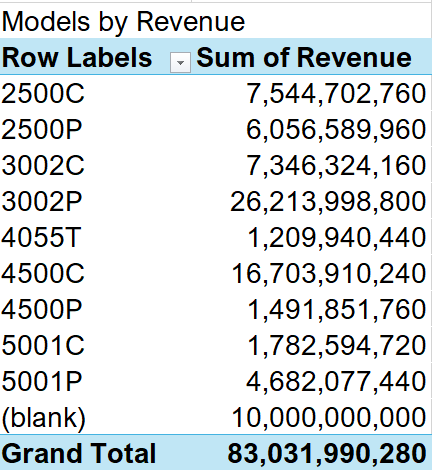 Models by Revenue
Row Labels Sum of Revenue
2500C 7,544,702,760
2500P 6,056,589,960
3002C 7,346,324,160
3002P 26,213,998,800
4055T 1,209,940,440
4500C 16,703,910,240
4500P 1,491,851,760
5001C 1,782,594,720
5001P 4,682,077,440
(blank) 10,000,000,000
Grand Total 83,031,990,280